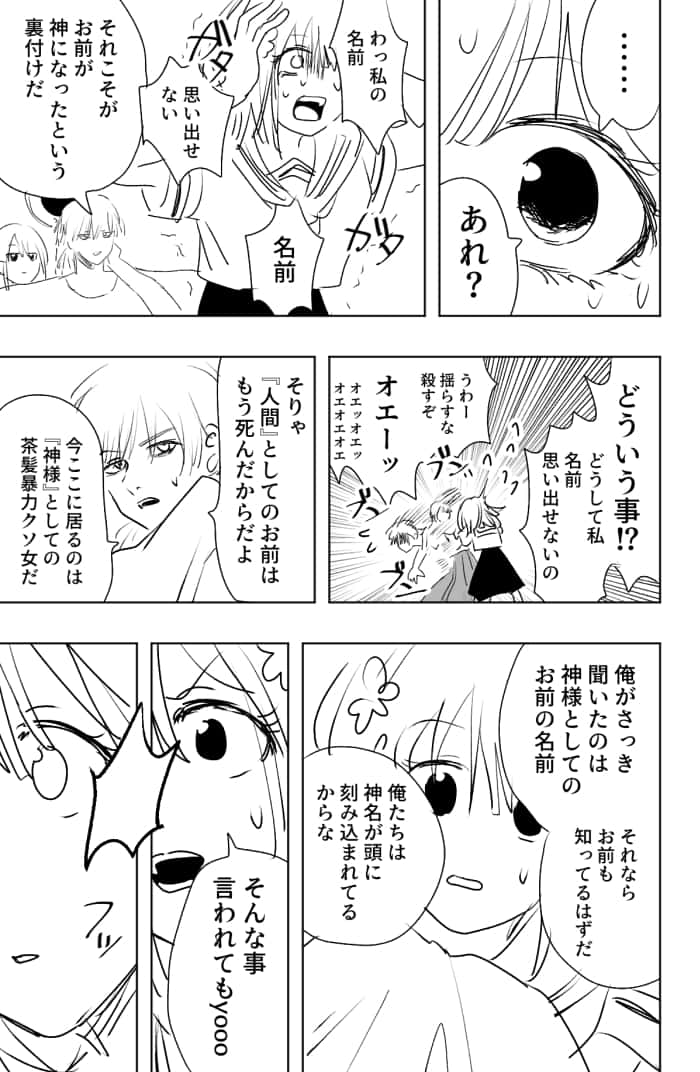 ……
あれ？
わっ私の
名前
思い出せ
ない
名前
ガタ
ガタ
それこそが
お前が
神になったという
裏付けだ
どういう事!?
どうして私
名前
思い出せないの
うわー
揺らすな
殺すぞ
オエーッ
オエッオエッ
オエオエオエ
ブン
ブン
そりゃ
『人間』としてのお前は
もう死んだからだよ
今ここに居るのは
『神様』としての
茶髪暴力クソ女だ
俺がさっき
聞いたのは
神様としての
お前の名前
それなら
お前も
知ってるはずだ
俺たちは
神名が頭に
刻み込まれてる
からな
そんな事
言われてもyooo